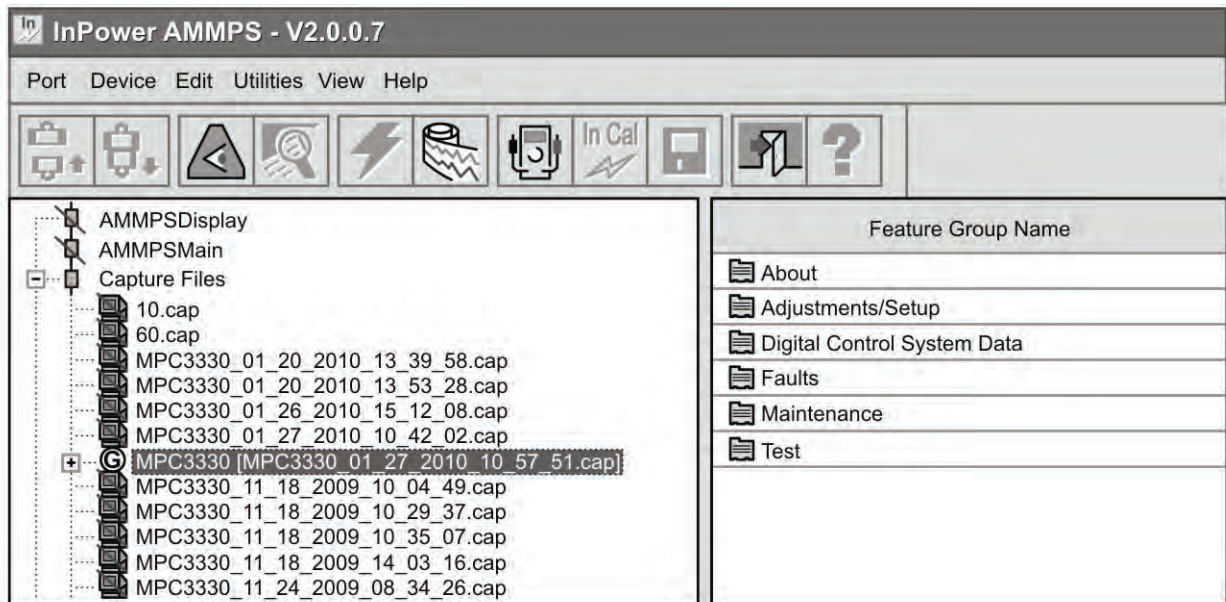 In
InPower AMMPS - V2.0.0.7
Port Device Edit Utilities View Help
In Cal
?
AMMPSDisplay
AMMPSMain
Capture Files
10.cap
60.cap
MPC3330_01_20_2010_13_39_58.cap
MPC3330_01_20_2010_13_53_28.cap
MPC3330_01_26_2010_15_12_08.cap
MPC3330_01_27_2010_10_42_02.cap
G MPC3330 [MPC3330_01_27_2010_10_57_51.cap]
MPC3330_11_18_2009_10_04_49.cap
MPC3330_11_18_2009_10_29_37.cap
MPC3330_11_18_2009_10_35_07.cap
MPC3330_11_18_2009_14_03_16.cap
MPC3330_11_24_2009_08_34_26.cap
Feature Group Name
About
Adjustments/Setup
Digital Control System Data
Faults
Maintenance
Test